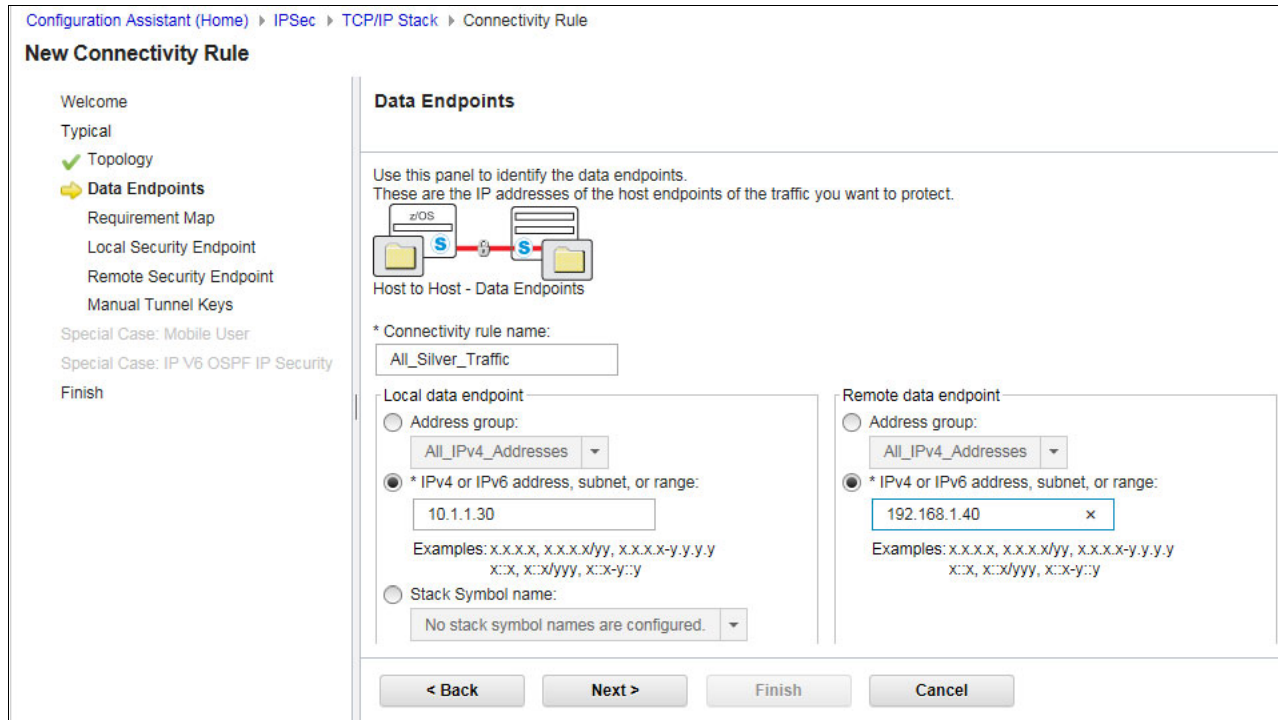 Configuration Assistant (Home) ▸ IPSec ▸ TCP/IP Stack ▸ Connectivity Rule
New Connectivity Rule
Welcome
Typical
Topology
Data Endpoints
Requirement Map
Local Security Endpoint
Remote Security Endpoint
Manual Tunnel Keys
Special Case: Mobile User
Special Case: IP V6 OSPF IP Security
Finish
Data Endpoints
Use this panel to identify the data endpoints.
These are the IP addresses of the host endpoints of the traffic you want to protect.
z/OS
S
S
Host to Host - Data Endpoints
* Connectivity rule name:
All_Silver_Traffic
Local data endpoint
Address group:
All_IPv4_Addresses
* IPv4 or IPv6 address, subnet, or range:
10.1.1.30
Examples: x.x.x.x, x.x.x.x/yy, x.x.x.x-y.y.y.y
x::x, x::x/yyy, x::x-y::y
Stack Symbol name:
No stack symbol names are configured.
Remote data endpoint
Address group:
All_IPv4_Addresses
* IPv4 or IPv6 address, subnet, or range:
192.168.1.40 ×
Examples: x.x.x.x, x.x.x.x/yy, x.x.x.x-y.y.y.y
x::x, x::x/yyy, x::x-y::y
< Back
Next >
Finish
Cancel